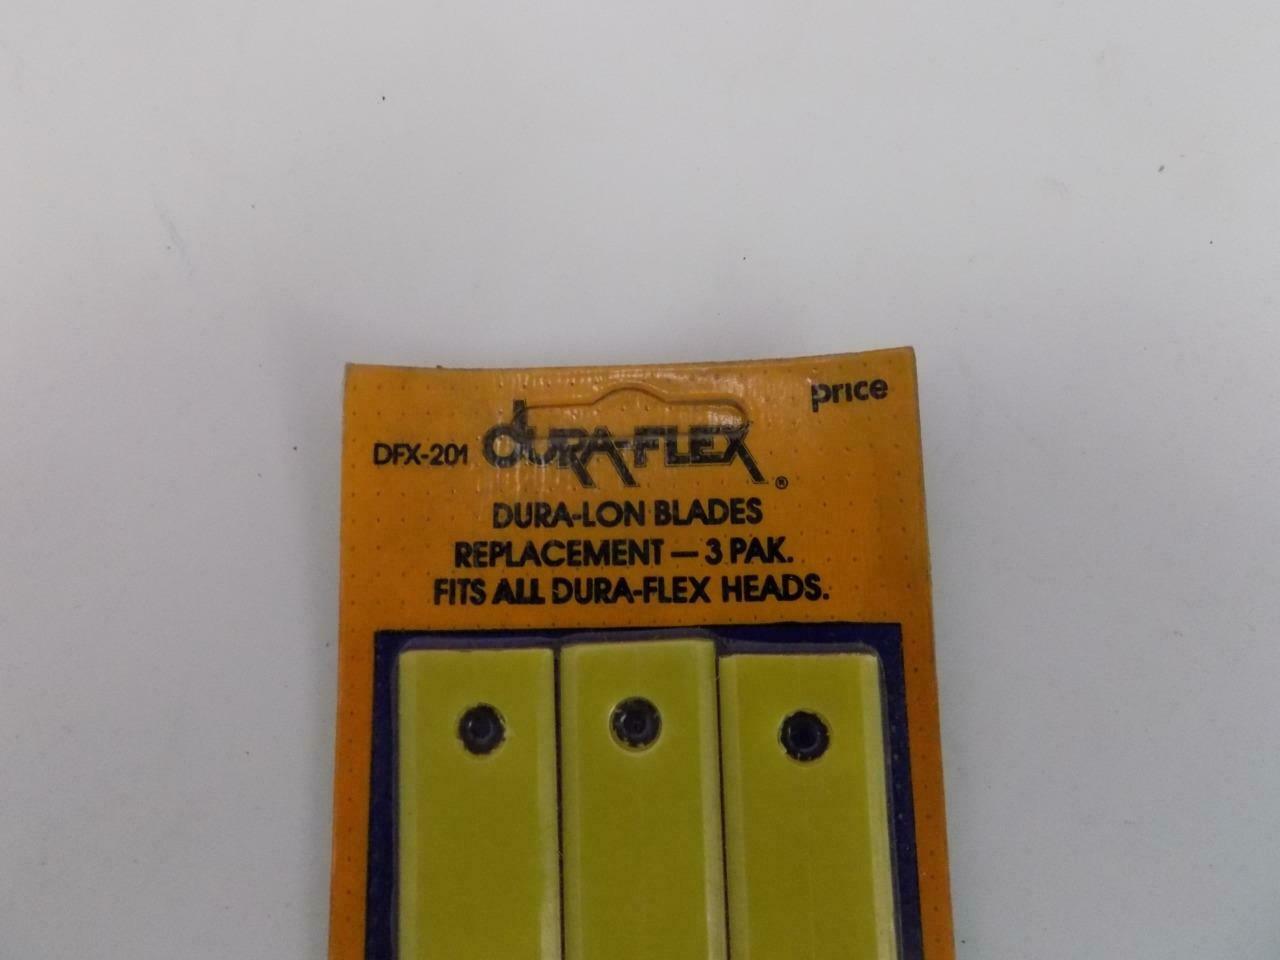 price
DFX-201 DURA-FLEX ®
DURA-LON BLADES
REPLACEMENT — 3 PAK.
FITS ALL DURA-FLEX HEADS.